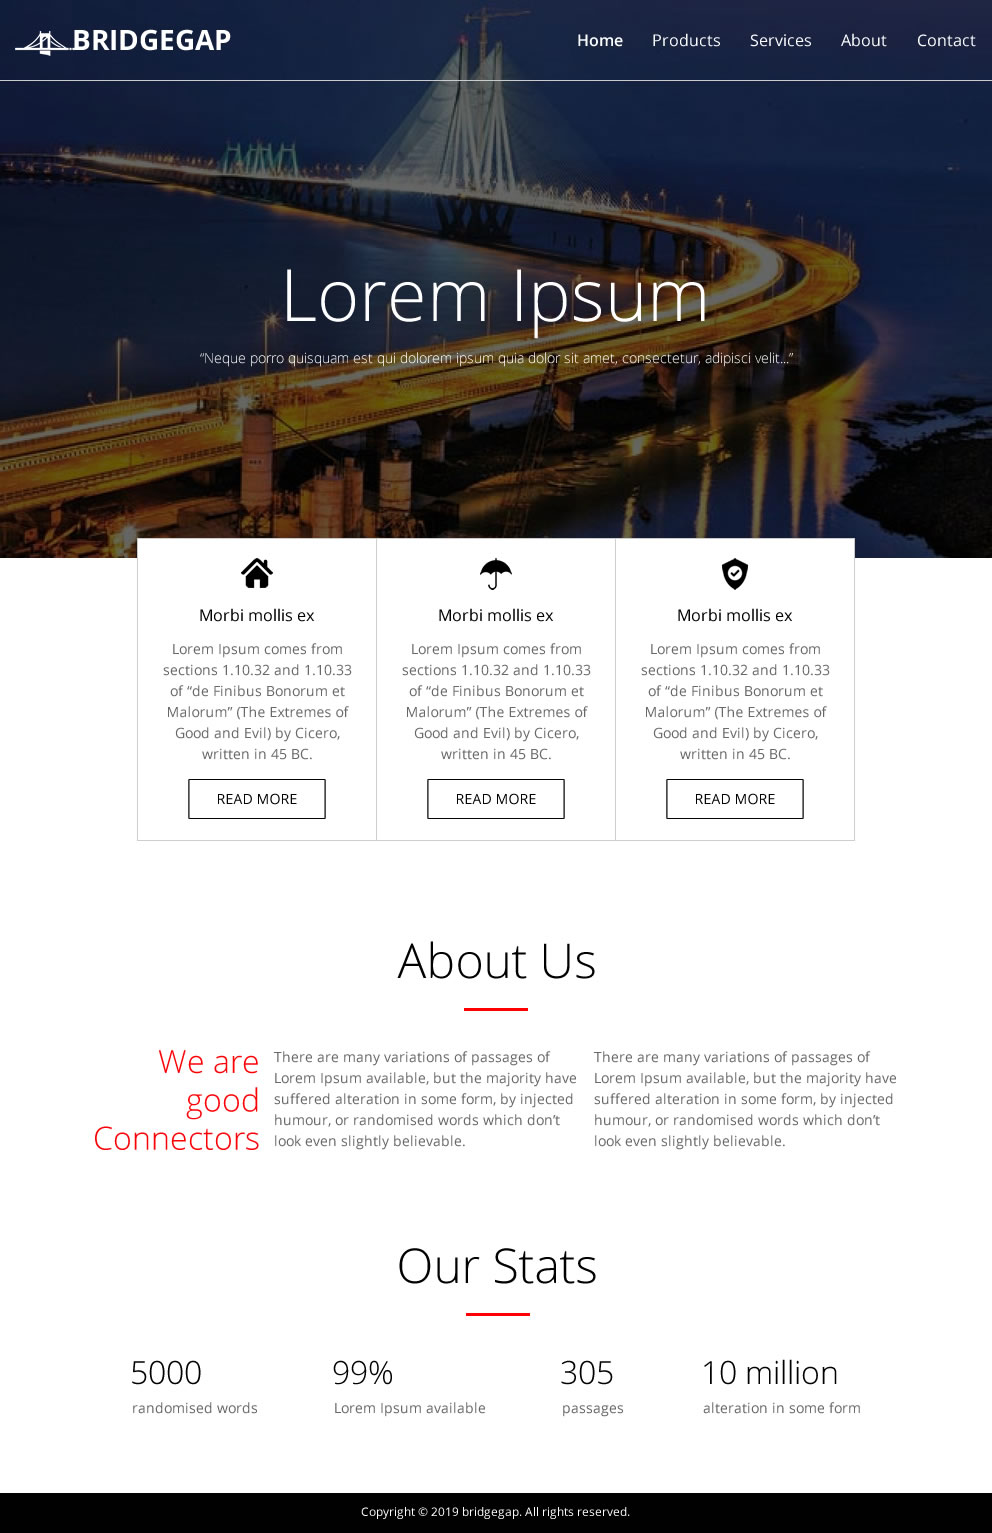 BRIDGEGAP
Home Products Services About Contact
Lorem Ipsum
“Neque porro quisquam est qui dolorem ipsum quia dolor sit amet, consectetur, adipisci velit...”
Morbi mollis ex
Lorem Ipsum comes from
sections 1.10.32 and 1.10.33
of “de Finibus Bonorum et
Malorum” (The Extremes of
Good and Evil) by Cicero,
written in 45 BC.
READ MORE
Morbi mollis ex
Lorem Ipsum comes from
sections 1.10.32 and 1.10.33
of “de Finibus Bonorum et
Malorum” (The Extremes of
Good and Evil) by Cicero,
written in 45 BC.
READ MORE
Morbi mollis ex
Lorem Ipsum comes from
sections 1.10.32 and 1.10.33
of “de Finibus Bonorum et
Malorum” (The Extremes of
Good and Evil) by Cicero,
written in 45 BC.
READ MORE
About Us
We are
good
Connectors
There are many variations of passages of
Lorem Ipsum available, but the majority have
suffered alteration in some form, by injected
humour, or randomised words which don’t
look even slightly believable.
There are many variations of passages of
Lorem Ipsum available, but the majority have
suffered alteration in some form, by injected
humour, or randomised words which don’t
look even slightly believable.
Our Stats
5000
randomised words
99%
Lorem Ipsum available
305
passages
10 million
alteration in some form
Copyright © 2019 bridgegap. All rights reserved.